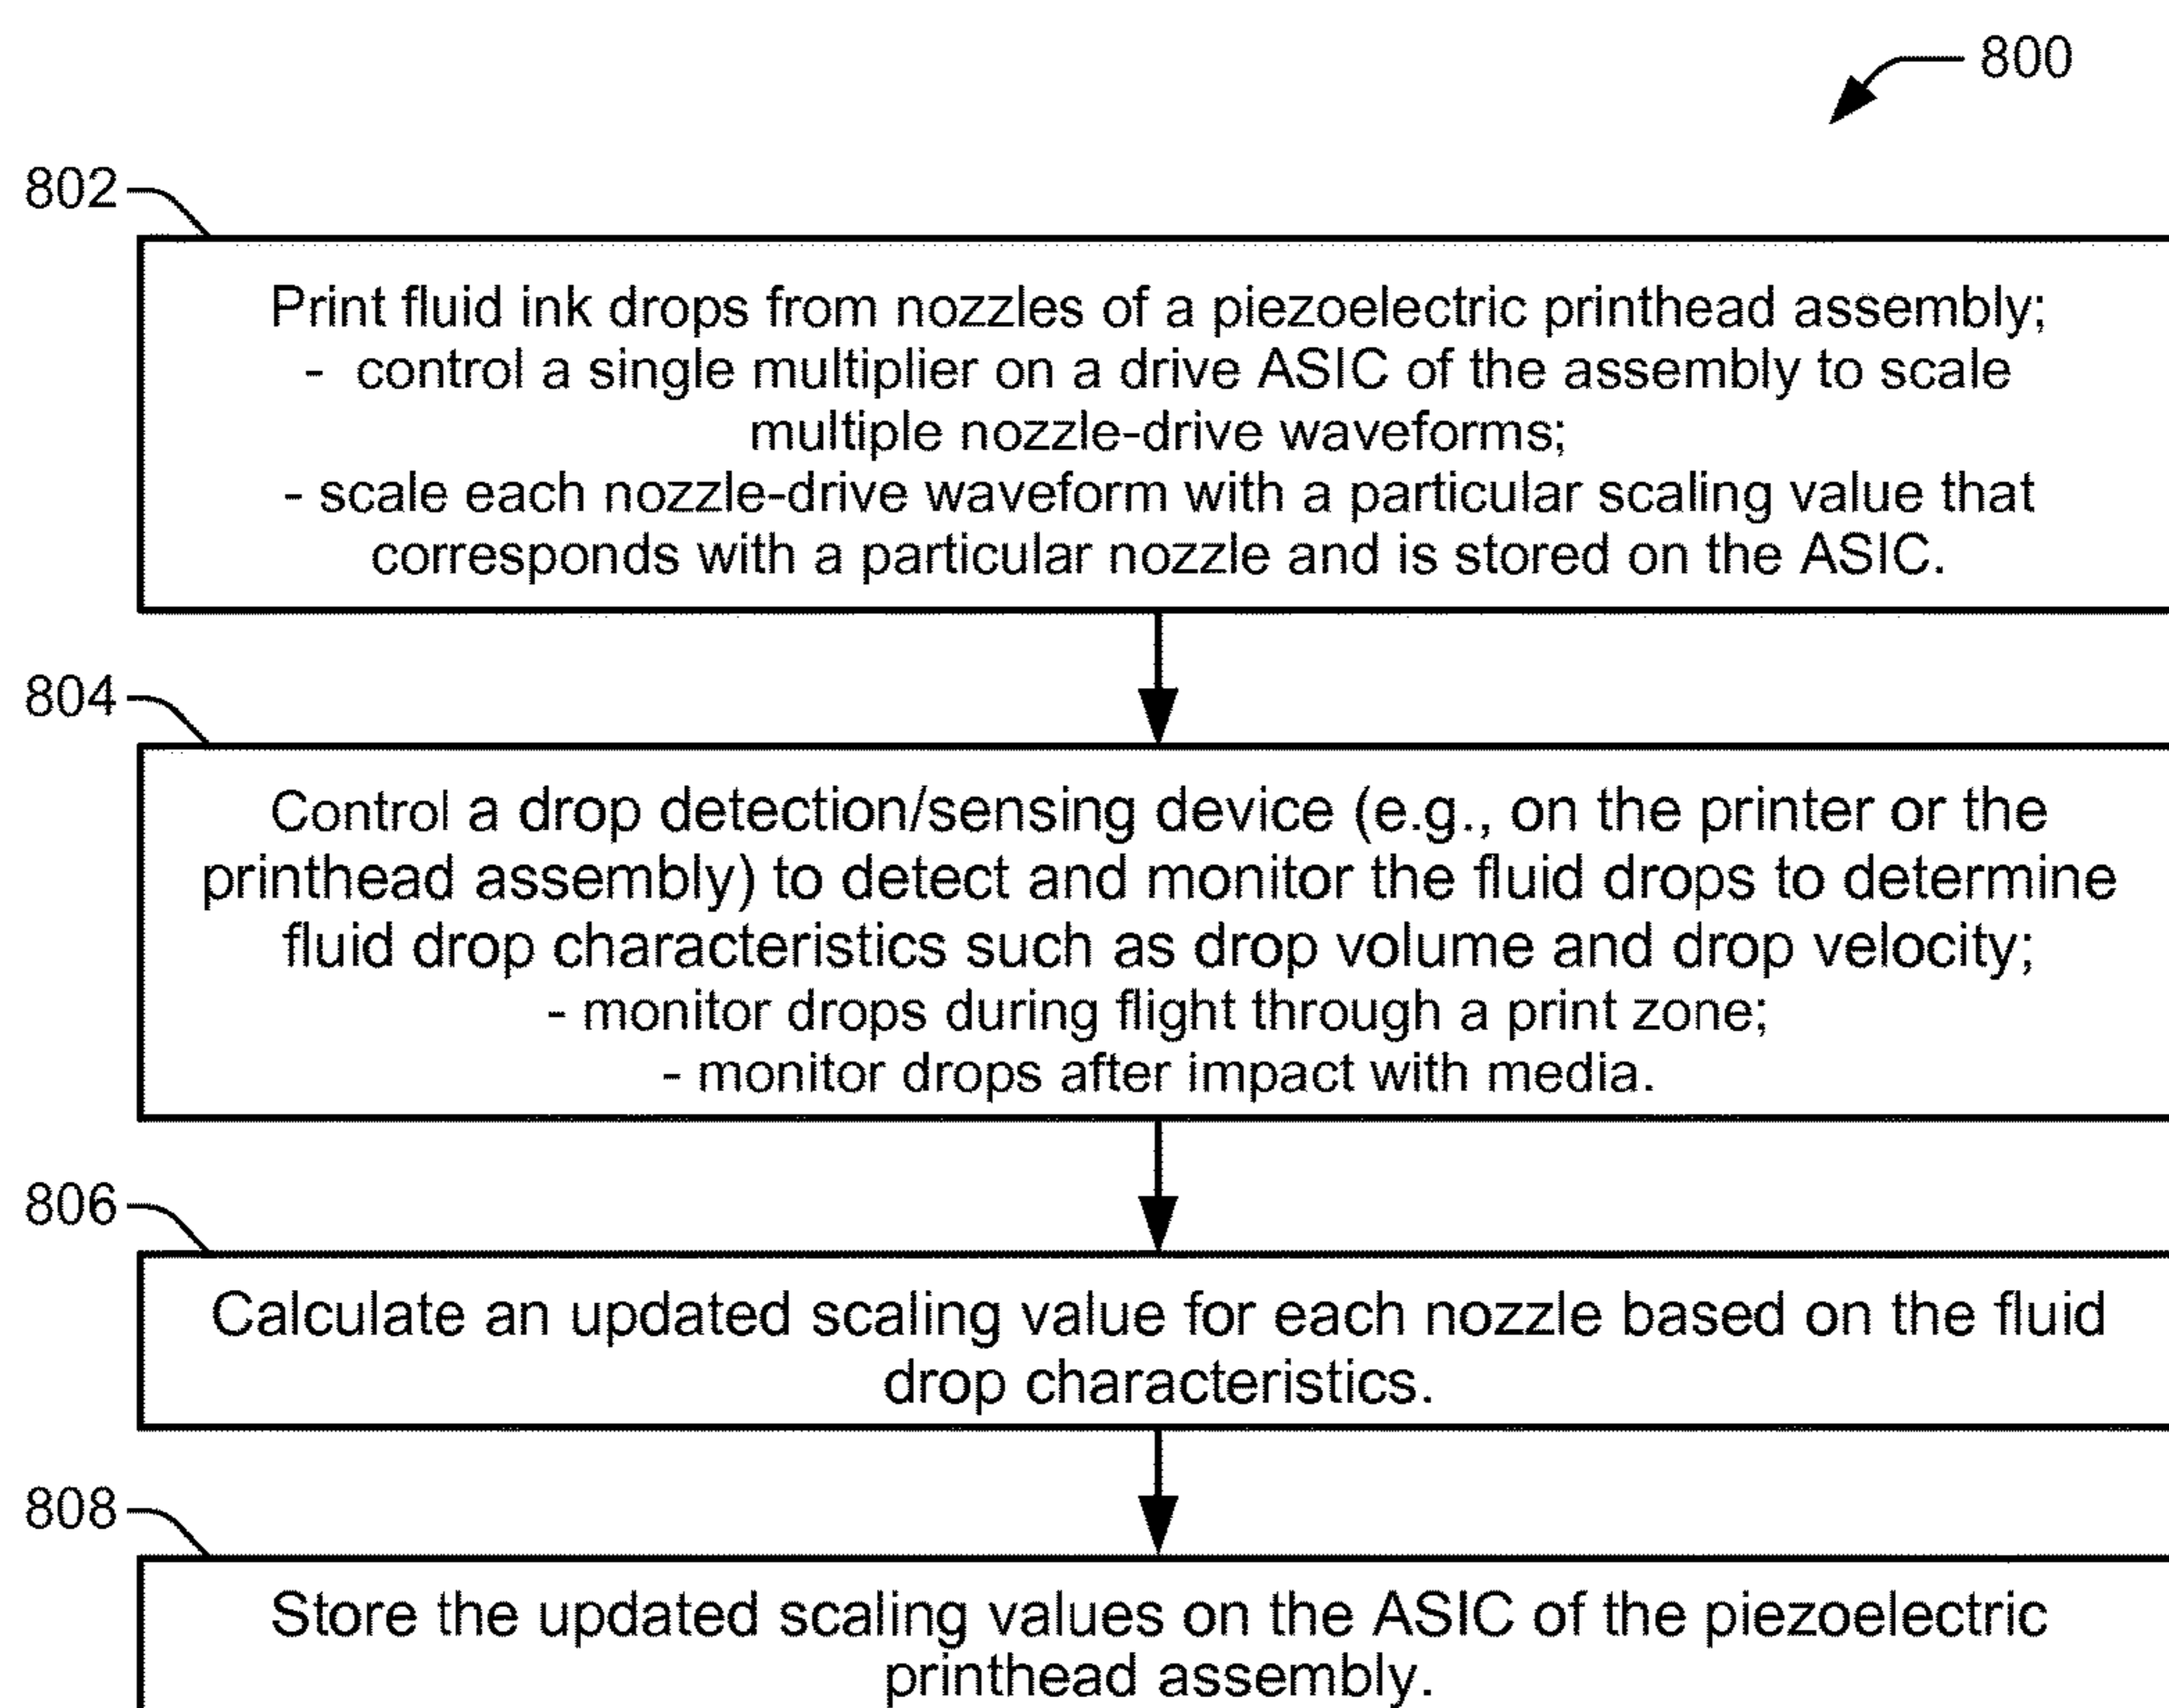 800
802
Print fluid ink drops from nozzles of a piezoelectric printhead assembly;
- control a single multiplier on a drive ASIC of the assembly to scale
multiple nozzle-drive waveforms;
- scale each nozzle-drive waveform with a particular scaling value that
corresponds with a particular nozzle and is stored on the ASIC.
804
Control a drop detection/sensing device (e.g., on the printer or the
printhead assembly) to detect and monitor the fluid drops to determine
fluid drop characteristics such as drop volume and drop velocity;
- monitor drops during flight through a print zone;
- monitor drops after impact with media.
806
Calculate an updated scaling value for each nozzle based on the fluid
drop characteristics.
808
Store the updated scaling values on the ASIC of the piezoelectric
printhead assembly.